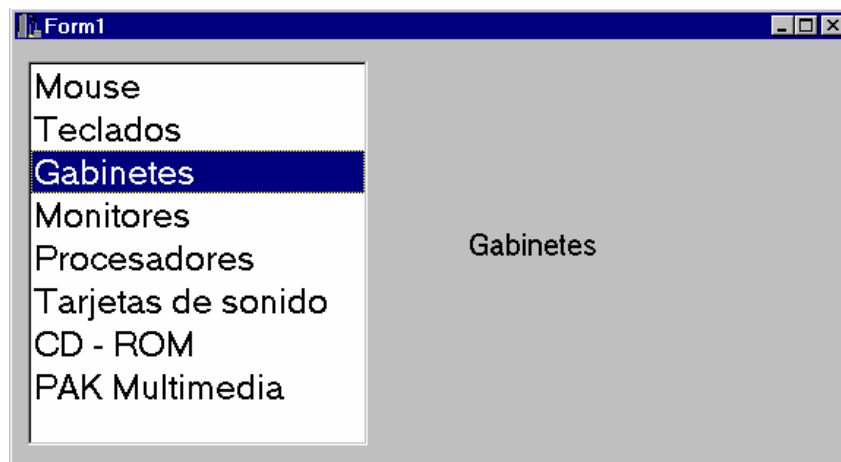 Form1
Mouse
Teclados
Gabinetes
Monitores
Procesadores
Tarjetas de sonido
CD - ROM
PAK Multimedia
Gabinetes